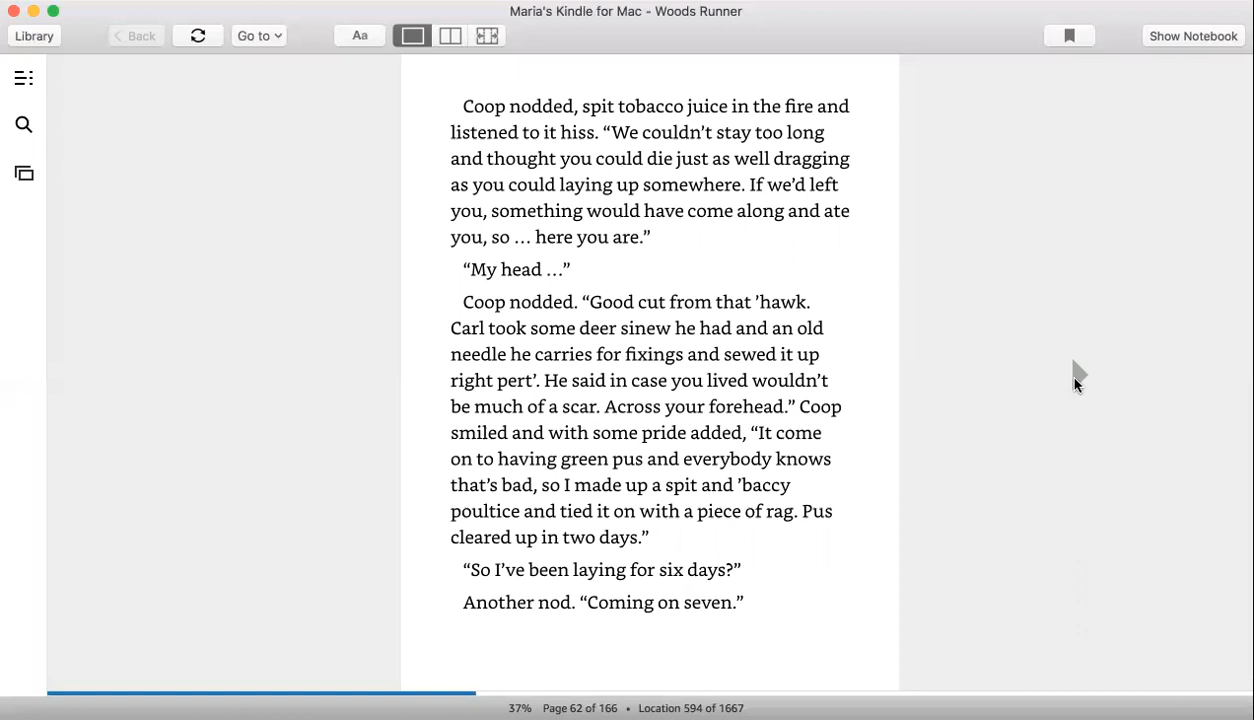 Maria's Kindle for Mac - Woods Runner
Library
Back
Go to
Aa
Show Notebook
Coop nodded, spit tobacco juice in the fire and
listened to it hiss. “We couldn’t stay too long
and thought you could die just as well dragging
as you could laying up somewhere. If we’d left
you, something would have come along and ate
you, so … here you are.”
“My head …”
Coop nodded. “Good cut from that ’hawk.
Carl took some deer sinew he had and an old
needle he carries for fixings and sewed it up
right pert’. He said in case you lived wouldn’t
be much of a scar. Across your forehead.” Coop
smiled and with some pride added, “It come
on to having green pus and everybody knows
that’s bad, so I made up a spit and ’baccy
poultice and tied it on with a piece of rag. Pus
cleared up in two days.”
“So I’ve been laying for six days?”
Another nod. “Coming on seven.”
37% Page 62 of 166 • Location 594 of 1667